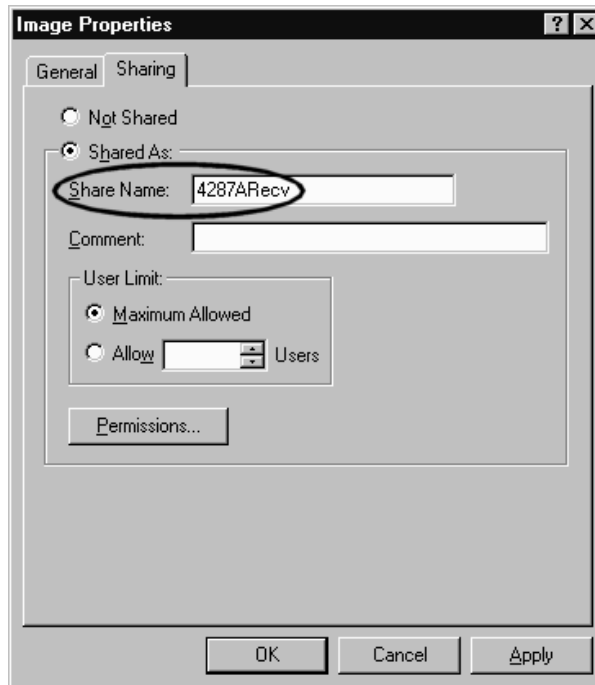 Image Properties
General Sharing
Not Shared
Shared As:
Share Name: 4287ARecv
Comment:
User Limit:
Maximum Allowed
Allow Users
Permissions...
OK Cancel Apply